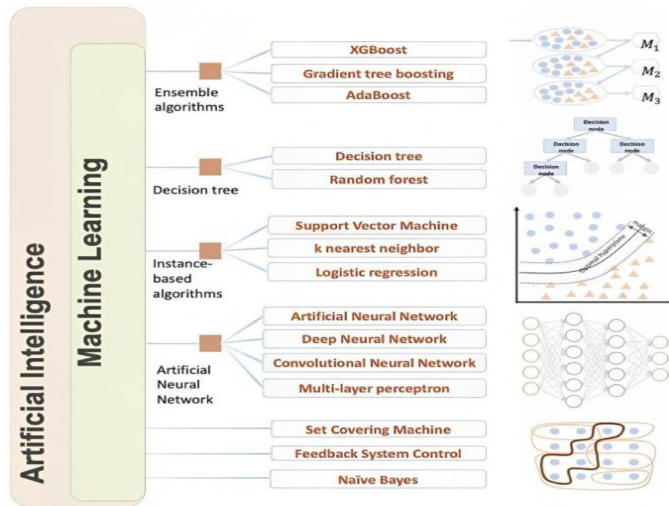 Artificial Intelligence
Machine Learning
Ensemble
algorithms
XGBoost
Gradient tree boosting
AdaBoost
M1
M2
M3
Decision tree
Decision tree
Random forest
Decision
node
Decision
node
Decision
node
Decision
node
Instance-
based
algorithms
Support Vector Machine
k nearest neighbor
Logistic regression
margin
Optimal hyperplane
Artificial
Neural
Network
Artificial Neural Network
Deep Neural Network
Convolutional Neural Network
Multi-layer perceptron
Set Covering Machine
Feedback System Control
Naïve Bayes